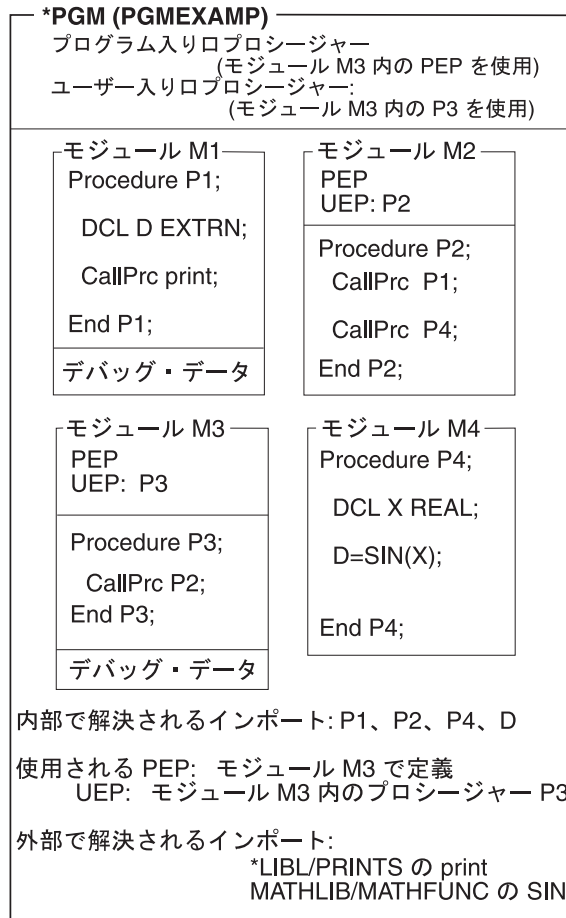 *PGM (PGMEXAMP)
プログラム入り口プロシージャー
(モジュール M3 内の PEP を使用)
ユーザー入り口プロシージャー:
(モジュール M3 内の P3 を使用)
モジュール M1
Procedure P1;
DCL D EXTRN;
CallPrc print;
End P1;
デバッグ・データ
モジュール M2
PEP
UEP: P2
Procedure P2;
CallPrc P1;
CallPrc P4;
End P2;
モジュール M3
PEP
UEP: P3
Procedure P3;
CallPrc P2;
End P3;
デバッグ・データ
モジュール M4
Procedure P4;
DCL X REAL;
D=SIN(X);
End P4;
内部で解決されるインポート: P1、P2、P4、D
使用される PEP: モジュール M3 で定義
UEP: モジュール M3 内のプロシージャー P3
外部で解決されるインポート:
*LIBL/PRINTS の print
MATHLIB/MATHFUNC の SIN